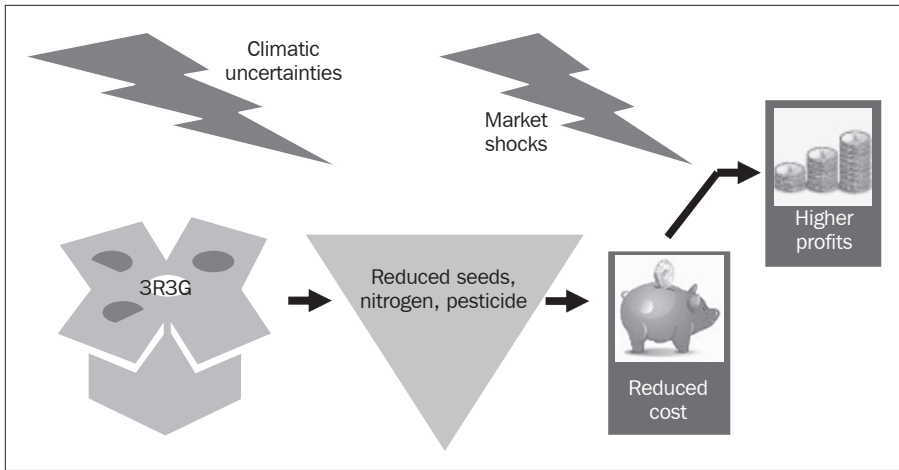 Climatic
uncertainties
Market
shocks
Higher
profits
3R3G
Reduced seeds,
nitrogen, pesticide
Reduced
cost